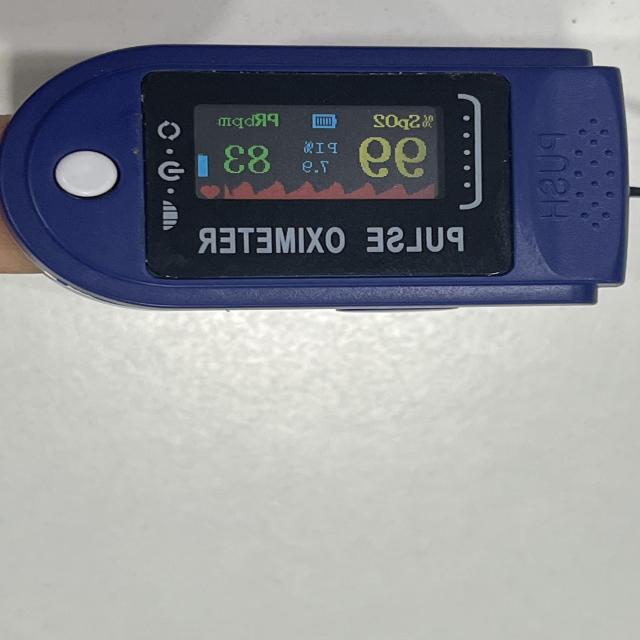 %SpO2 PRbpm
99 PI% 83
7.9
PULSE OXIMETER
PUSH